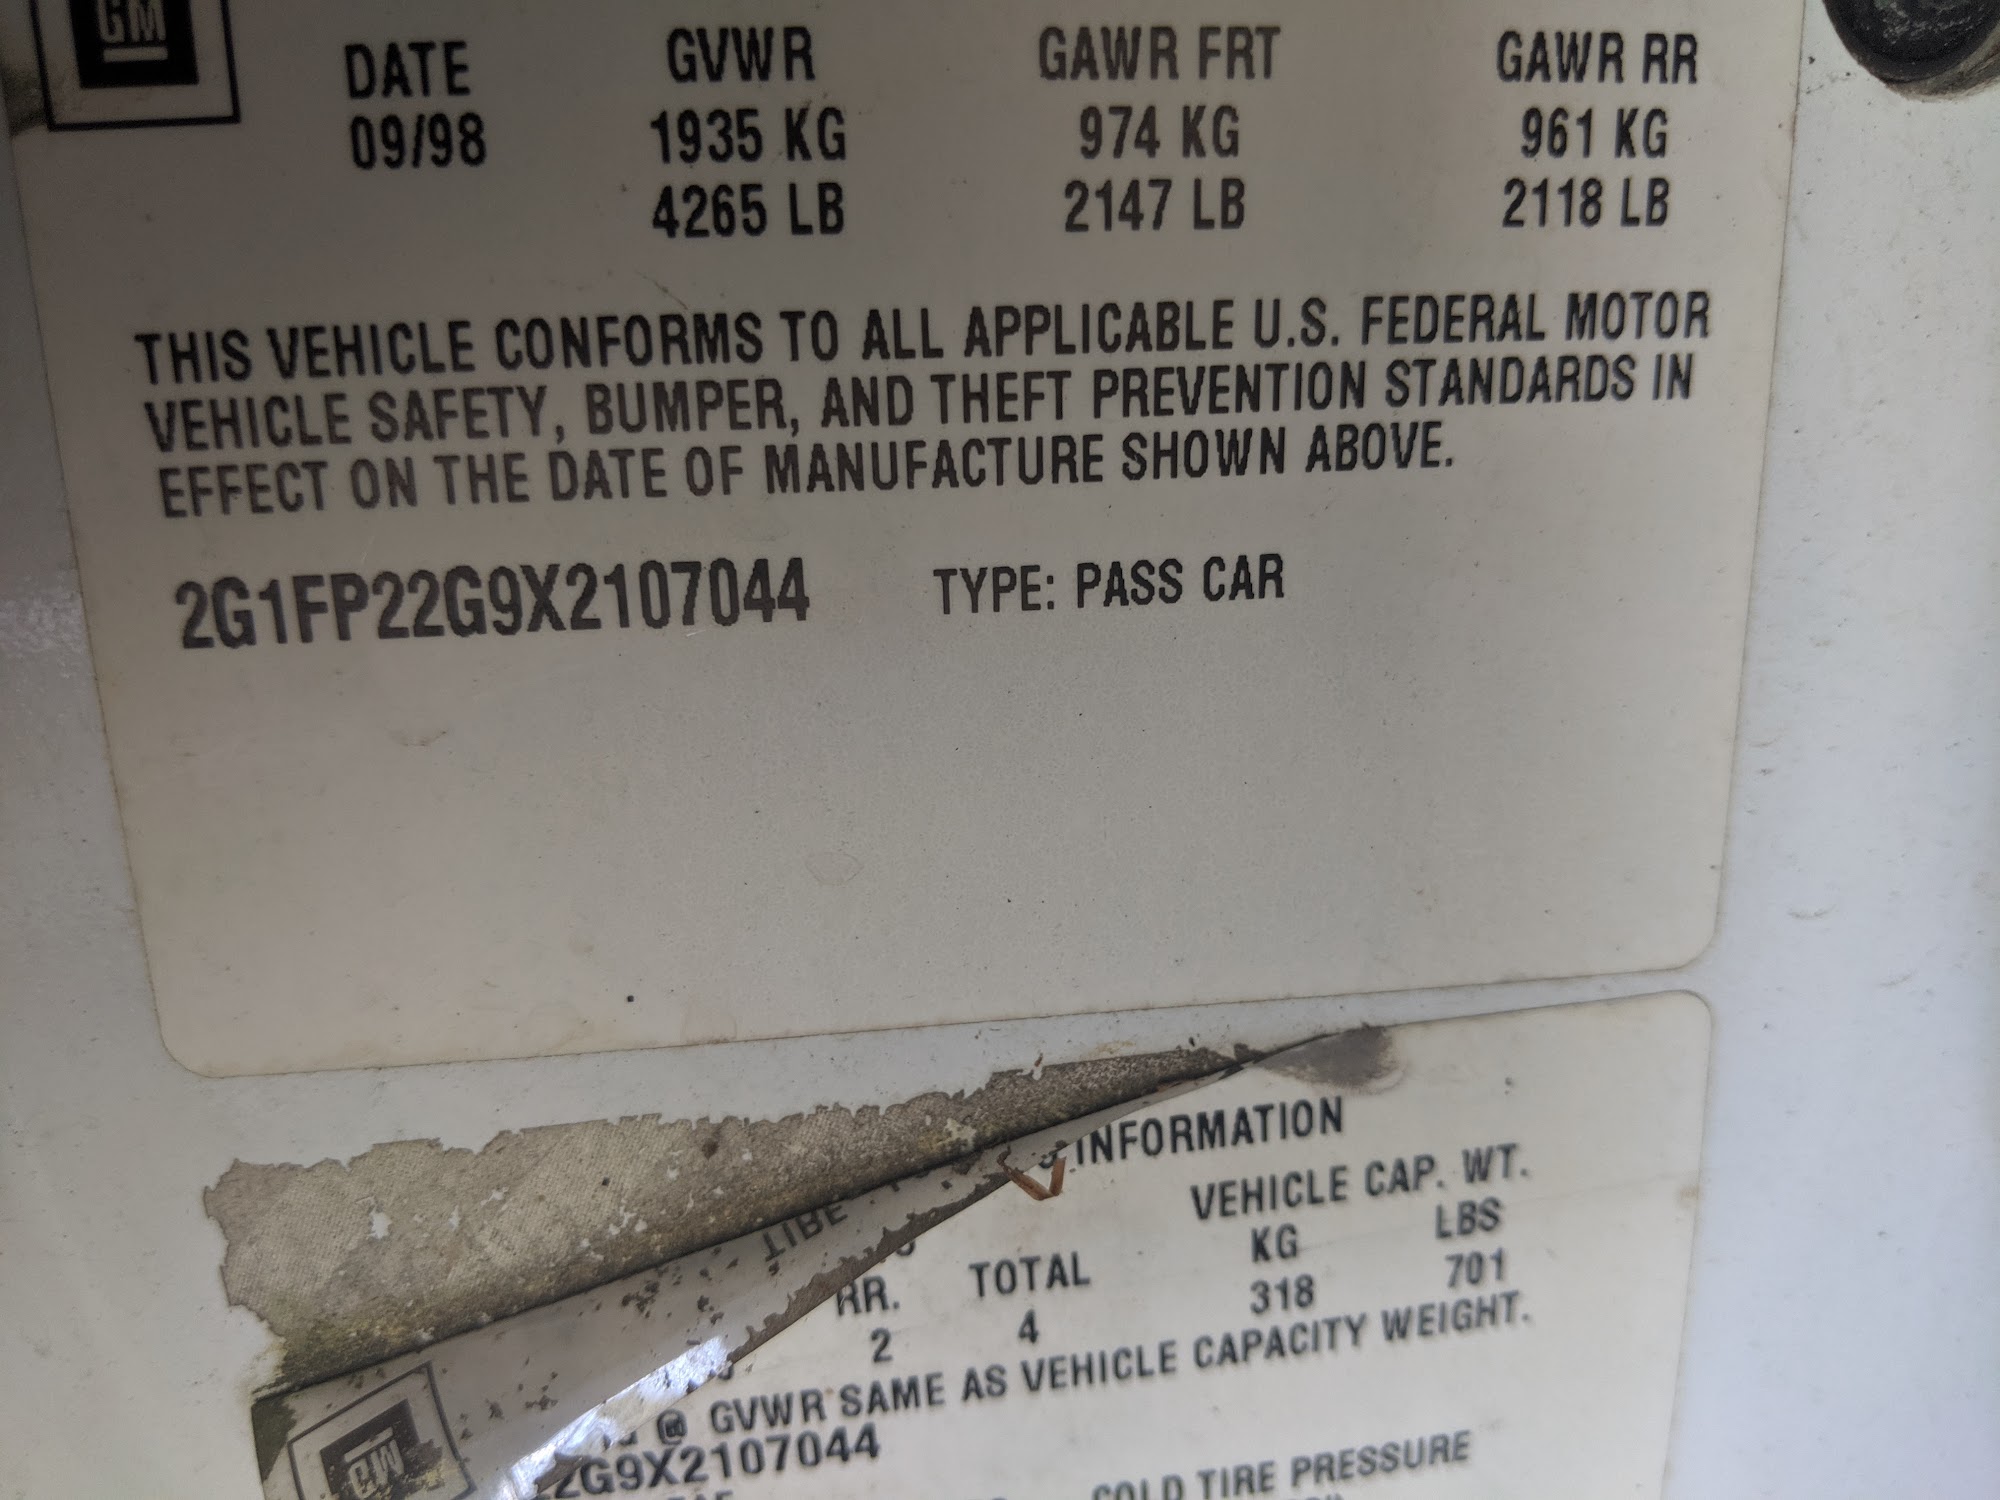 GM
DATE GVWR GAWR FRT GAWR RR
09/98 1935 KG 974 KG 961 KG
4265 LB 2147 LB 2118 LB
THIS VEHICLE CONFORMS TO ALL APPLICABLE U.S. FEDERAL MOTOR
VEHICLE SAFETY, BUMPER, AND THEFT PREVENTION STANDARDS IN
EFFECT ON THE DATE OF MANUFACTURE SHOWN ABOVE.
2G1FP22G9X2107044 TYPE: PASS CAR
TIRE INFORMATION
VEHICLE CAP. WT.
RR. TOTAL KG LBS
2 4 318 701
@ GVWR SAME AS VEHICLE CAPACITY WEIGHT.
2G9X2107044
COLD TIRE PRESSURE
GM